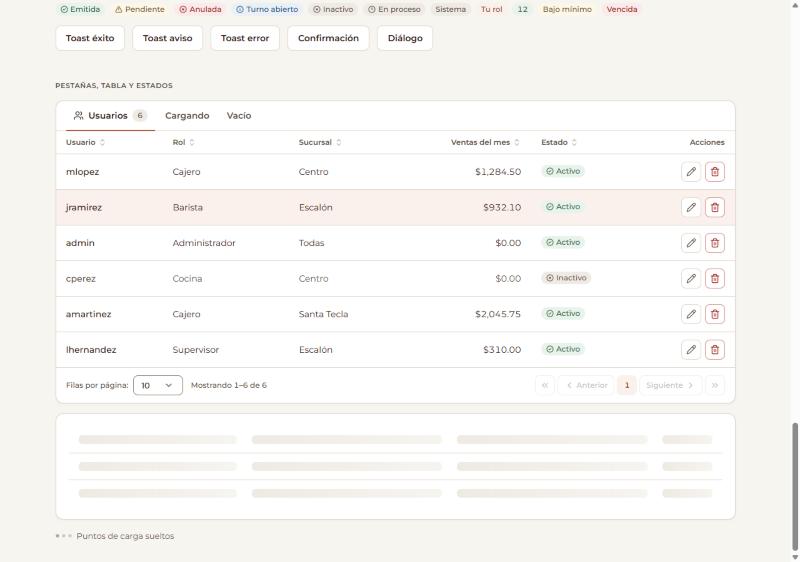 Emitida Pendiente Anulada Turno abierto Inactivo En proceso Sistema Tu rol 12 Bajo mínimo Vencida
Toast éxito Toast aviso Toast error Confirmación Diálogo
PESTAÑAS, TABLA Y ESTADOS
Usuarios 6 Cargando Vacío
Usuario Rol Sucursal Ventas del mes Estado Acciones
mlopez Cajero Centro $1,284.50 Activo
jramirez Barista Escalón $932.10 Activo
admin Administrador Todas $0.00 Activo
cperez Cocina Centro $0.00 Inactivo
amartinez Cajero Santa Tecla $2,045.75 Activo
lhernandez Supervisor Escalón $310.00 Activo
Filas por página: 10 Mostrando 1–6 de 6 « ‹ Anterior 1 Siguiente › »
Puntos de carga sueltos